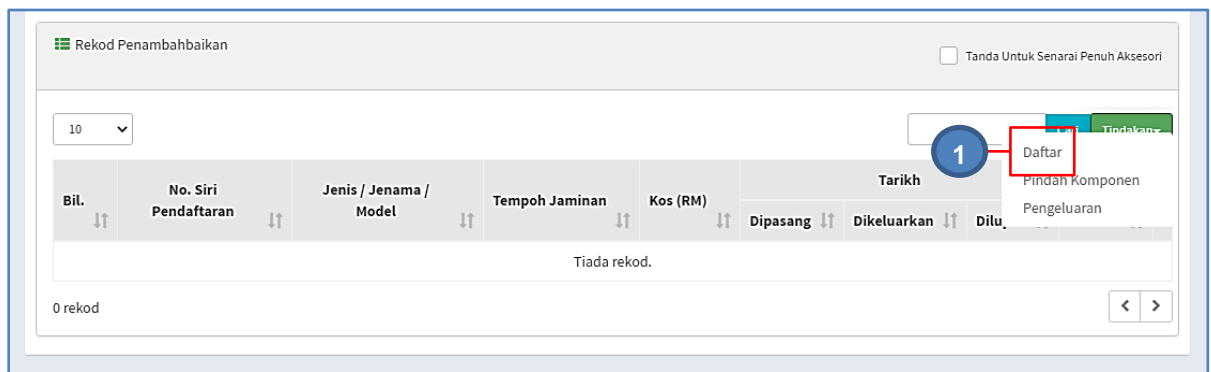 Rekod Penambahbaikan
Tanda Untuk Senarai Penuh Aksesori
10
Tindakan
1
Daftar
Pindah Komponen
Pengeluaran
Bil.
No. Siri
Pendaftaran
Jenis / Jenama /
Model
Tempoh Jaminan
Kos (RM)
Tarikh
Dipasang
Dikeluarkan
Tiada rekod.
0 rekod